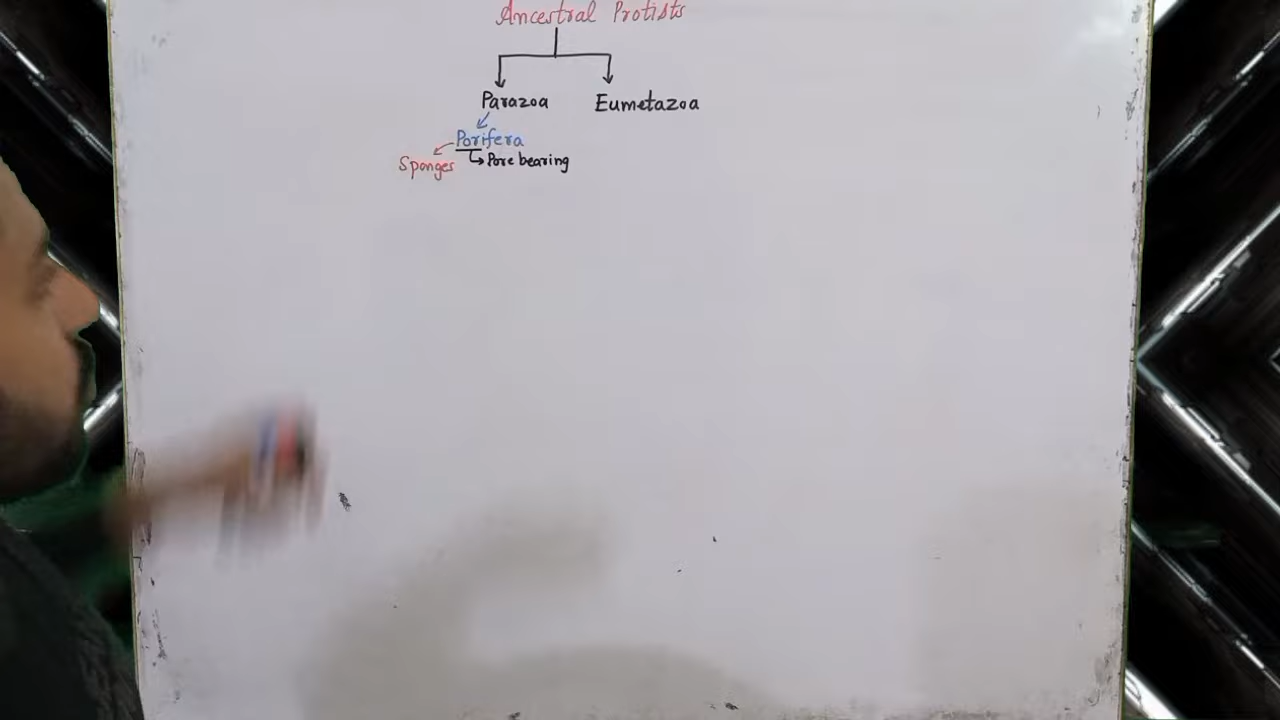 Ancestral Protists
Parazoa Eumetazoa
Porifera
Sponges Pore bearing